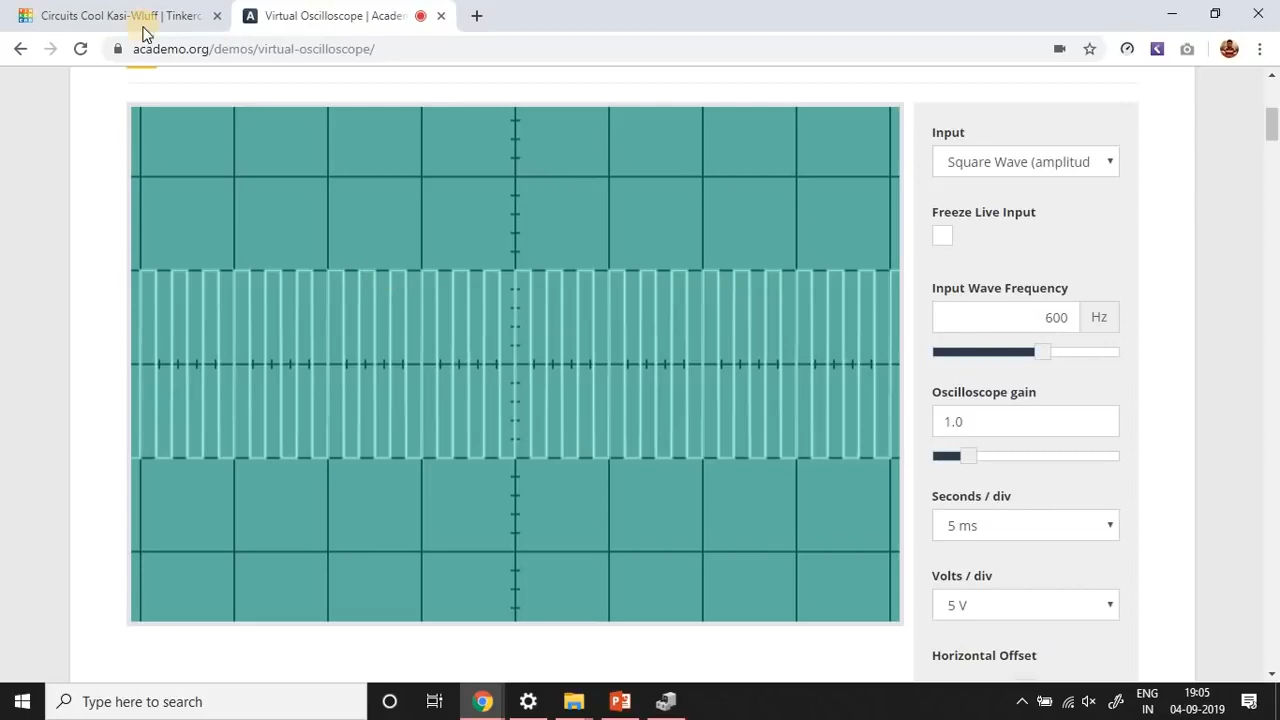 Circuits Cool Kasi-Wluff | Tinkerc
Virtual Oscilloscope | Acaden
academo.org/demos/virtual-oscilloscope/
Input
Square Wave (amplitud
Freeze Live Input
Input Wave Frequency
600 Hz
Oscilloscope gain
1.0
Seconds / div
5 ms
Volts / div
5 V
Horizontal Offset
Type here to search
ENG
IN
19:05
04-09-2019